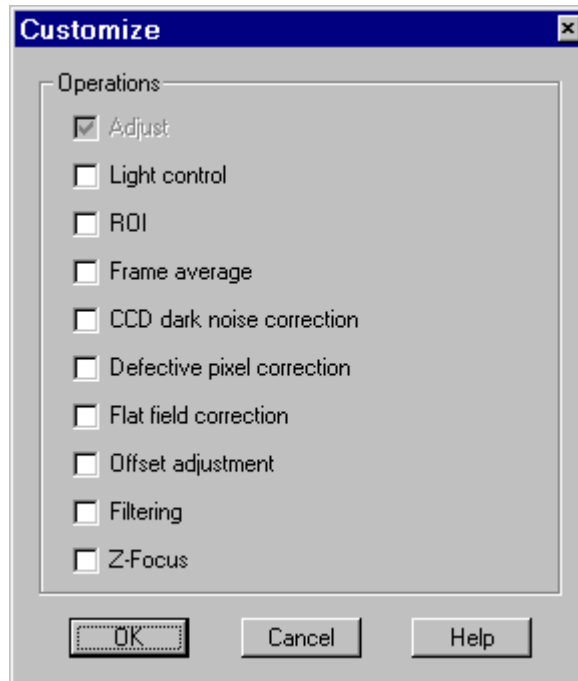 Customize
Operations
Adjust
Light control
ROI
Frame average
CCD dark noise correction
Defective pixel correction
Flat field correction
Offset adjustment
Filtering
Z-Focus
OK Cancel Help